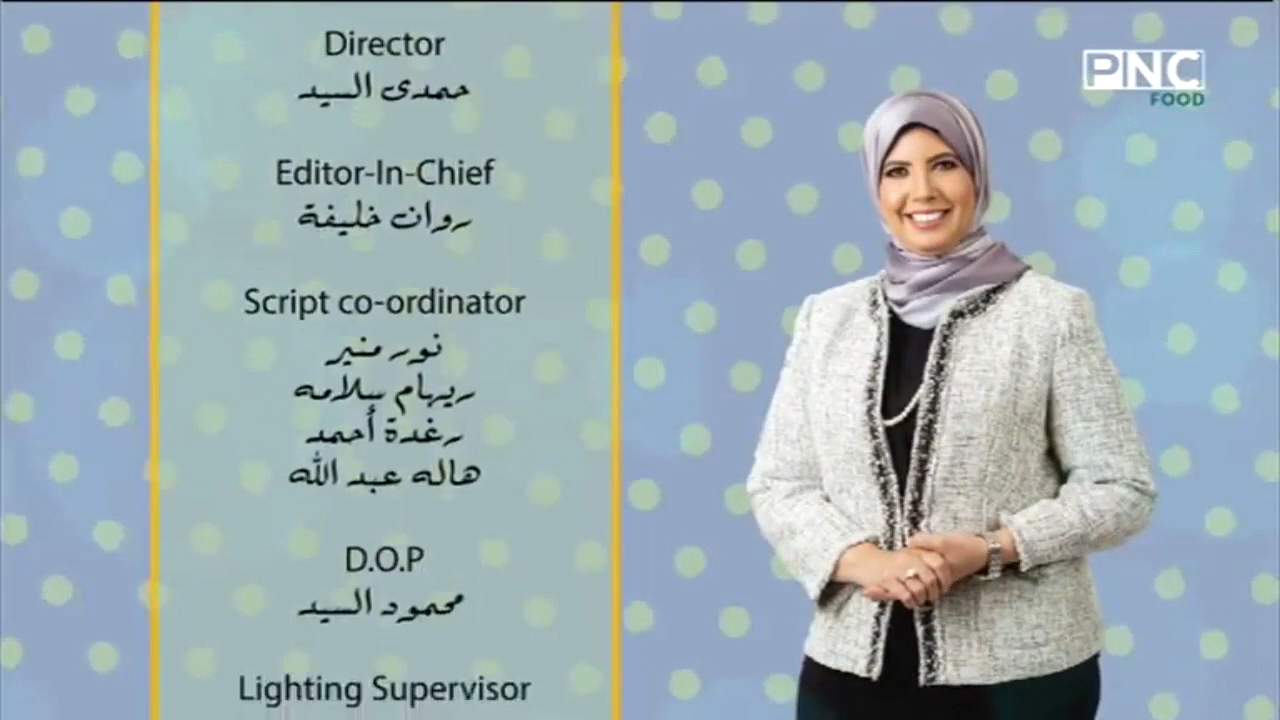 Director
حمدى السيد
Editor-In-Chief
روان خليفة
Script co-ordinator
نور منير
ريهام سلامه
رغدة أحمد
هاله عبد الله
D.O.P
محمود السيد
Lighting Supervisor
PNC
FOOD